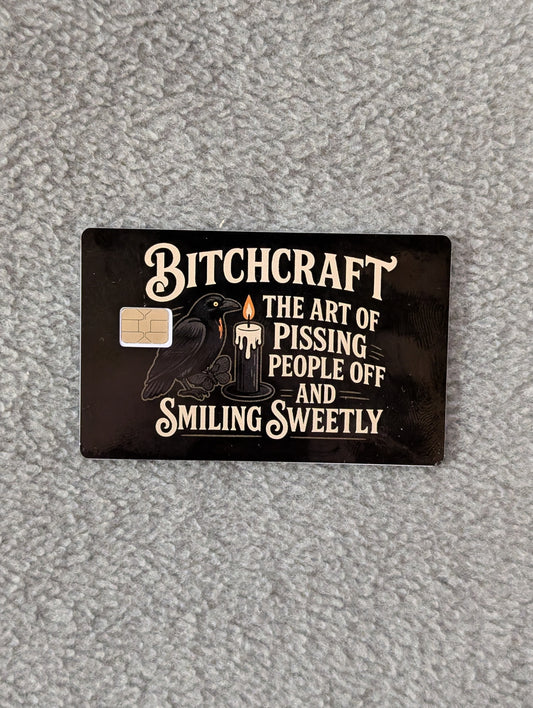 BITCHCRAFT
THE ART OF
PISSING
PEOPLE OFF
AND
SMILING SWEETLY